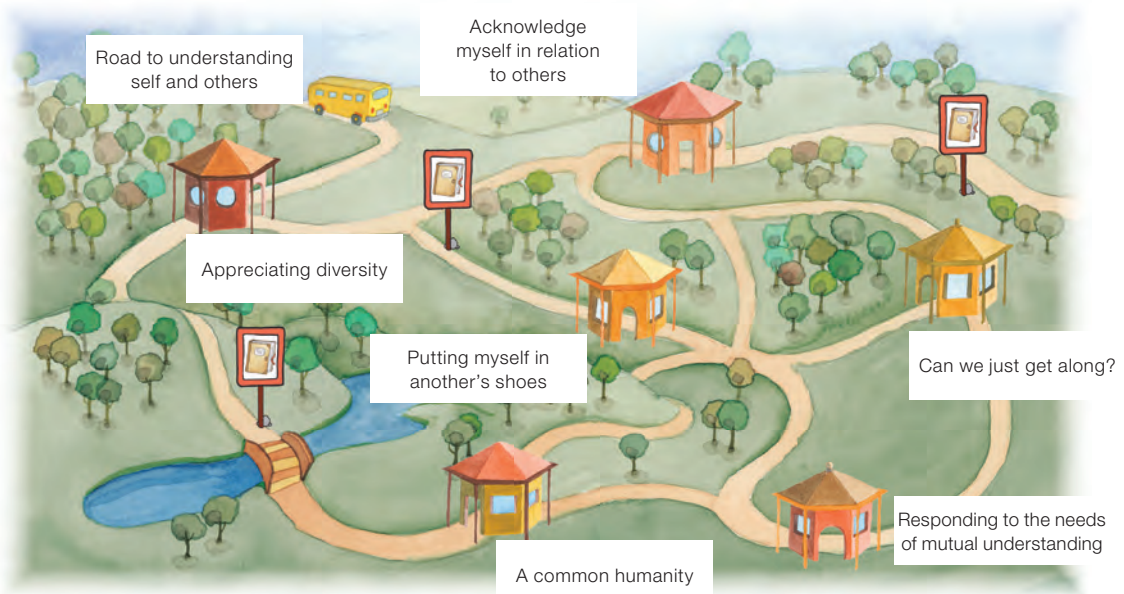 Road to understanding
self and others
Acknowledge
myself in relation
to others
Appreciating diversity
Putting myself in
another’s shoes
Can we just get along?
Responding to the needs
of mutual understanding
A common humanity